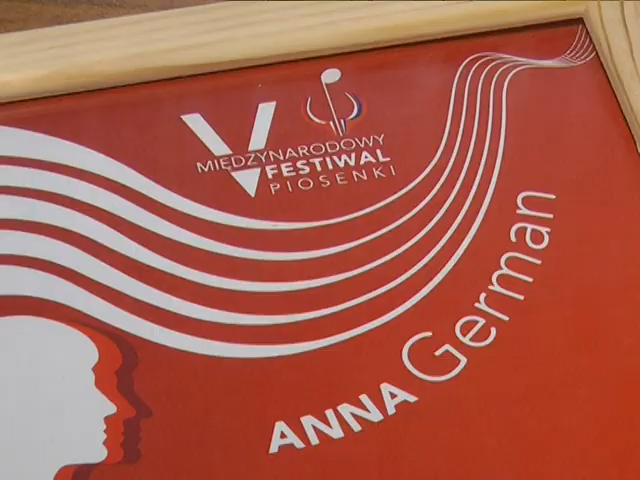 V
MIĘDZYNARODOWY
FESTIWAL
PIOSENKI
ANNA German